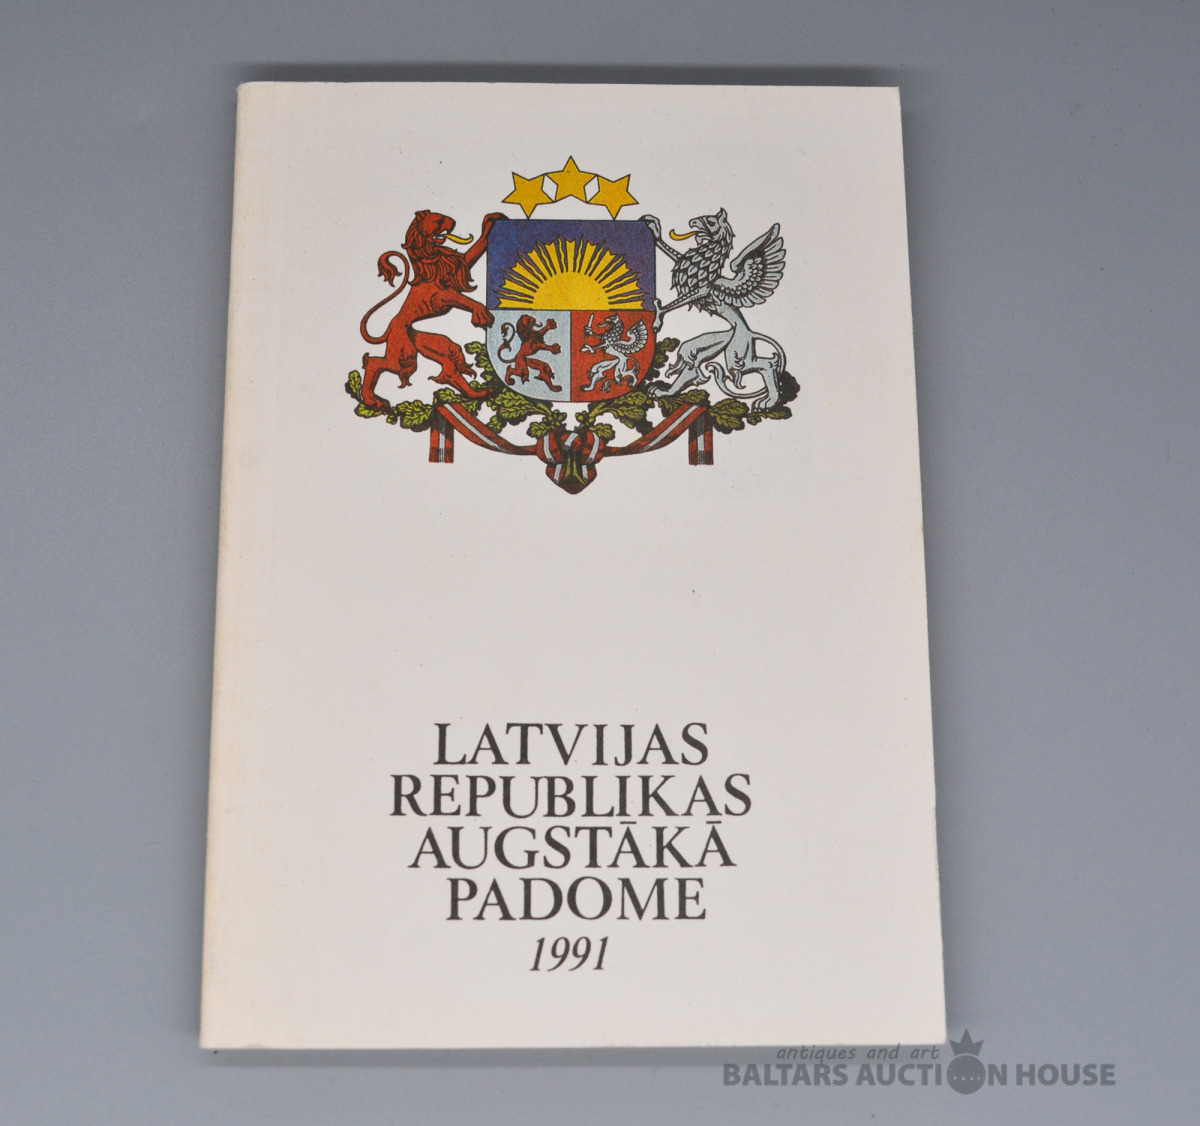 LATVIJAS
REPUBLIKAS
AUGSTĀKĀ
PADOME
1991
antiques and art
BALTARS AUCTION HOUSE